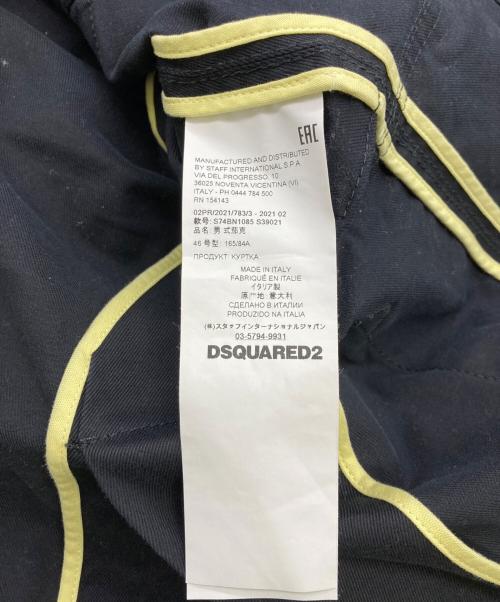 EAC
MANUFACTURED AND DISTRIBUTED
BY STAFF INTERNATIONAL S.P.A
VIA DEL PROGRESSO, 10
36025 NOVENTA VICENTINA (VI)
ITALY - PH 0444 784 500
RN 154143
02PR/2021/783/3 - 2021 02
款号: S74BN1085 S39021
品名: 男 式茄克
46 号型: 165/84A
ПРОДУКТ: КУРТКА
MADE IN ITALY
FABRIQUÉ EN ITALIE
イタリア製
原产地: 意大利
СДЕЛАНО В ИТАЛИИ
PRODUZIDO NA ITALIA
(株)スタッフインターナショナルジャパン
03-5794-9931
DSQUARED2